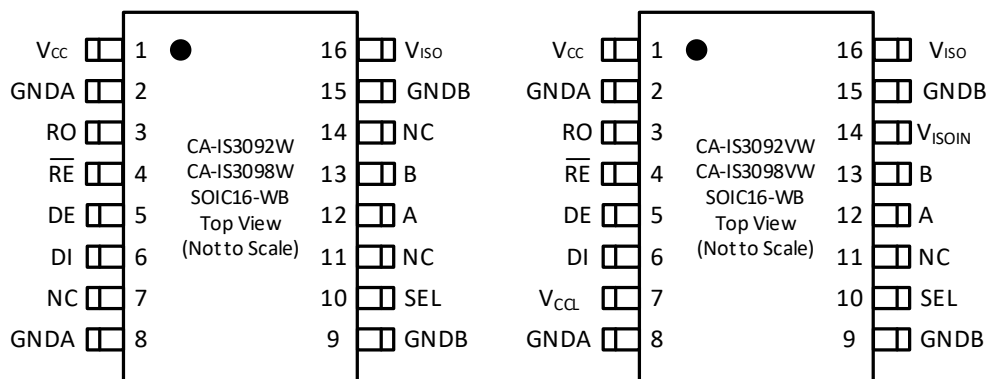 VCC 1 16 VISO
GNDA 2 15 GNDB
RO 3 14 NC
RE 4 13 B
DE 5 12 A
DI 6 11 NC
NC 7 10 SEL
GNDA 8 9 GNDB
CA-IS3092W
CA-IS3098W
SOIC16-WB
Top View
(Not to Scale)
VCC 1 16 VISO
GNDA 2 15 GNDB
RO 3 14 VISOIN
RE 4 13 B
DE 5 12 A
DI 6 11 NC
VCCL 7 10 SEL
GNDA 8 9 GNDB
CA-IS3092VW
CA-IS3098VW
SOIC16-WB
Top View
(Not to Scale)